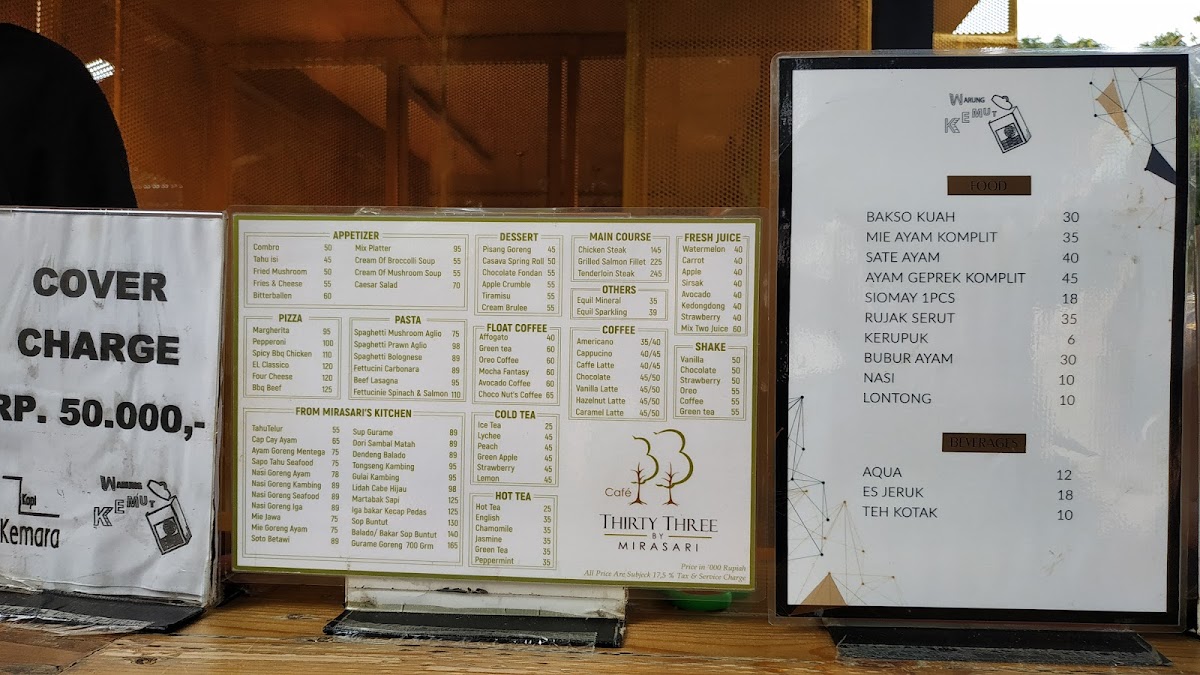 COVER
CHARGE
RP. 50.000,-
Kopi
Kemara
WARUNG
KEMUT
APPETIZER
Combro 50
Tahu isi 45
Fried Mushroom 50
Fries & Cheese 55
Bitterballen 60
Mix Platter 95
Cream Of Broccolli Soup 55
Cream Of Mushroom Soup 55
Caesar Salad 70
PIZZA
Margherita 95
Pepperoni 100
Spicy Bbq Chicken 110
EL Classico 120
Four Cheese 120
Bbq Beef 125
PASTA
Spaghetti Mushroom Aglio 75
Spaghetti Prawn Aglio 98
Spaghetti Bolognese 89
Fettucini Carbonara 89
Beef Lasagna 95
Fettucinie Spinach & Salmon 110
FROM MIRASARI'S KITCHEN
TahuTelur 55
Cap Cay Ayam 65
Ayam Goreng Mentega 75
Sapo Tahu Seafood 75
Nasi Goreng Ayam 78
Nasi Goreng Kambing 89
Nasi Goreng Seafood 89
Nasi Goreng Iga 89
Mie Jawa 75
Mie Goreng Ayam 75
Soto Betawi 89
Sup Gurame 89
Dori Sambal Matah 89
Dendeng Balado 89
Tongseng Kambing 95
Gulai Kambing 95
Lidah Cabe Hijau 98
Martabak Sapi 125
Iga bakar Kecap Pedas 125
Sop Buntut 130
Balado/ Bakar Sop Buntut 140
Gurame Goreng 700 Grm 165
DESSERT
Pisang Goreng 45
Casava Spring Roll 50
Chocolate Fondan 55
Apple Crumble 55
Tiramisu 55
Cream Brulee 55
FLOAT COFFEE
Affogato 40
Green tea 60
Oreo Coffee 60
Mocha Fantasy 60
Avocado Coffee 60
Choco Nut's Coffee 65
COLD TEA
Ice Tea 25
Lychee 45
Peach 45
Green Apple 45
Strawberry 45
Lemon 45
HOT TEA
Hot Tea 25
English 35
Chamomile 35
Jasmine 35
Green Tea 35
Peppermint 35
MAIN COURSE
Chicken Steak 145
Grilled Salmon Fillet 225
Tenderloin Steak 245
OTHERS
Equil Mineral 35
Equil Sparkling 39
COFFEE
Americano 35/40
Cappucino 40/45
Caffe Latte 40/45
Chocolate 45/50
Vanilla Latte 45/50
Hazelnut Latte 45/50
Caramel Latte 45/50
FRESH JUICE
Watermelon 40
Carrot 40
Apple 40
Sirsak 40
Avocado 40
Kedongdong 40
Strawberry 40
Mix Two Juice 60
SHAKE
Vanilla 50
Chocolate 50
Strawberry 50
Oreo 55
Coffee 55
Green tea 55
Café
THIRTY THREE
BY
MIRASARI
Price in '000 Rupiah
All Price Are Subjeck 17,5 % Tax & Service Charge
WARUNG
KEMUT
FOOD
BAKSO KUAH 30
MIE AYAM KOMPLIT 35
SATE AYAM 40
AYAM GEPREK KOMPLIT 45
SIOMAY 1PCS 18
RUJAK SERUT 35
KERUPUK 6
BUBUR AYAM 30
NASI 10
LONTONG 10
BEVERAGES
AQUA 12
ES JERUK 18
TEH KOTAK 10